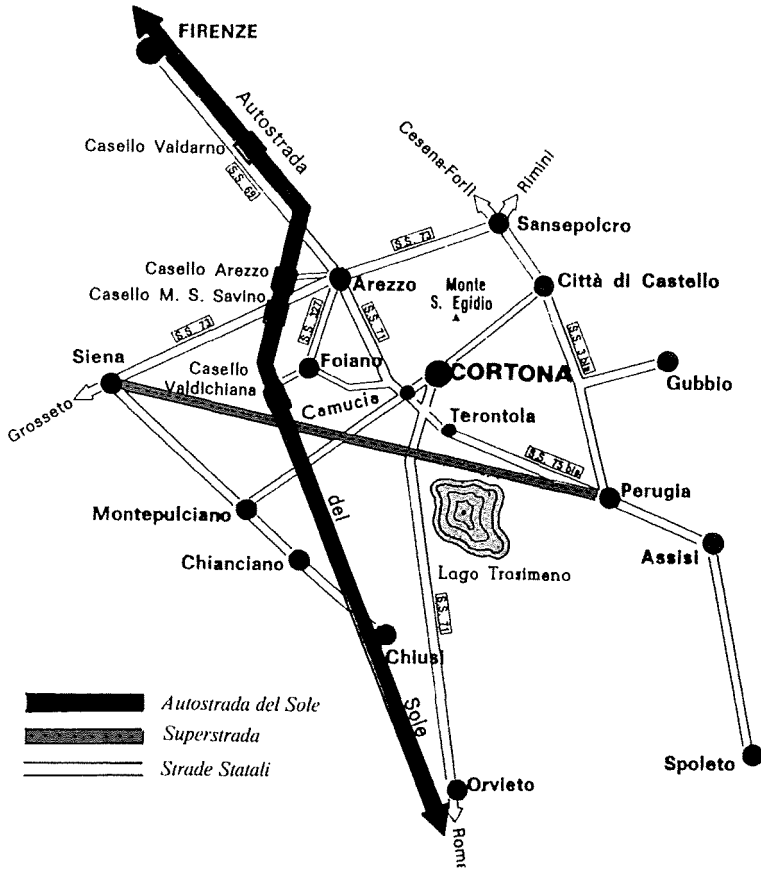 FIRENZE
Autostrada
Casello Valdarno
S.S. 69
Cesena-Forlì
Rimini
Sansepolcro
S.S. 73
Casello Arezzo
Arezzo
Monte
S. Egidio
Città di Castello
Casello M. S. Savino
S.S. 73
S.S. 327
S.S. 71
S.S. 3 bis
Siena
Foiano
CORTONA
Gubbio
Casello
Valdichiana
Camucia
Grosseto
Terontola
S.S. 75 bis
Perugia
Montepulciano
del
Assisi
Chianciano
Lago Trasimeno
S.S. 71
Chiusi
Autostrada del Sole
Sole
Superstrada
Strade Statali
Spoleto
Orvieto